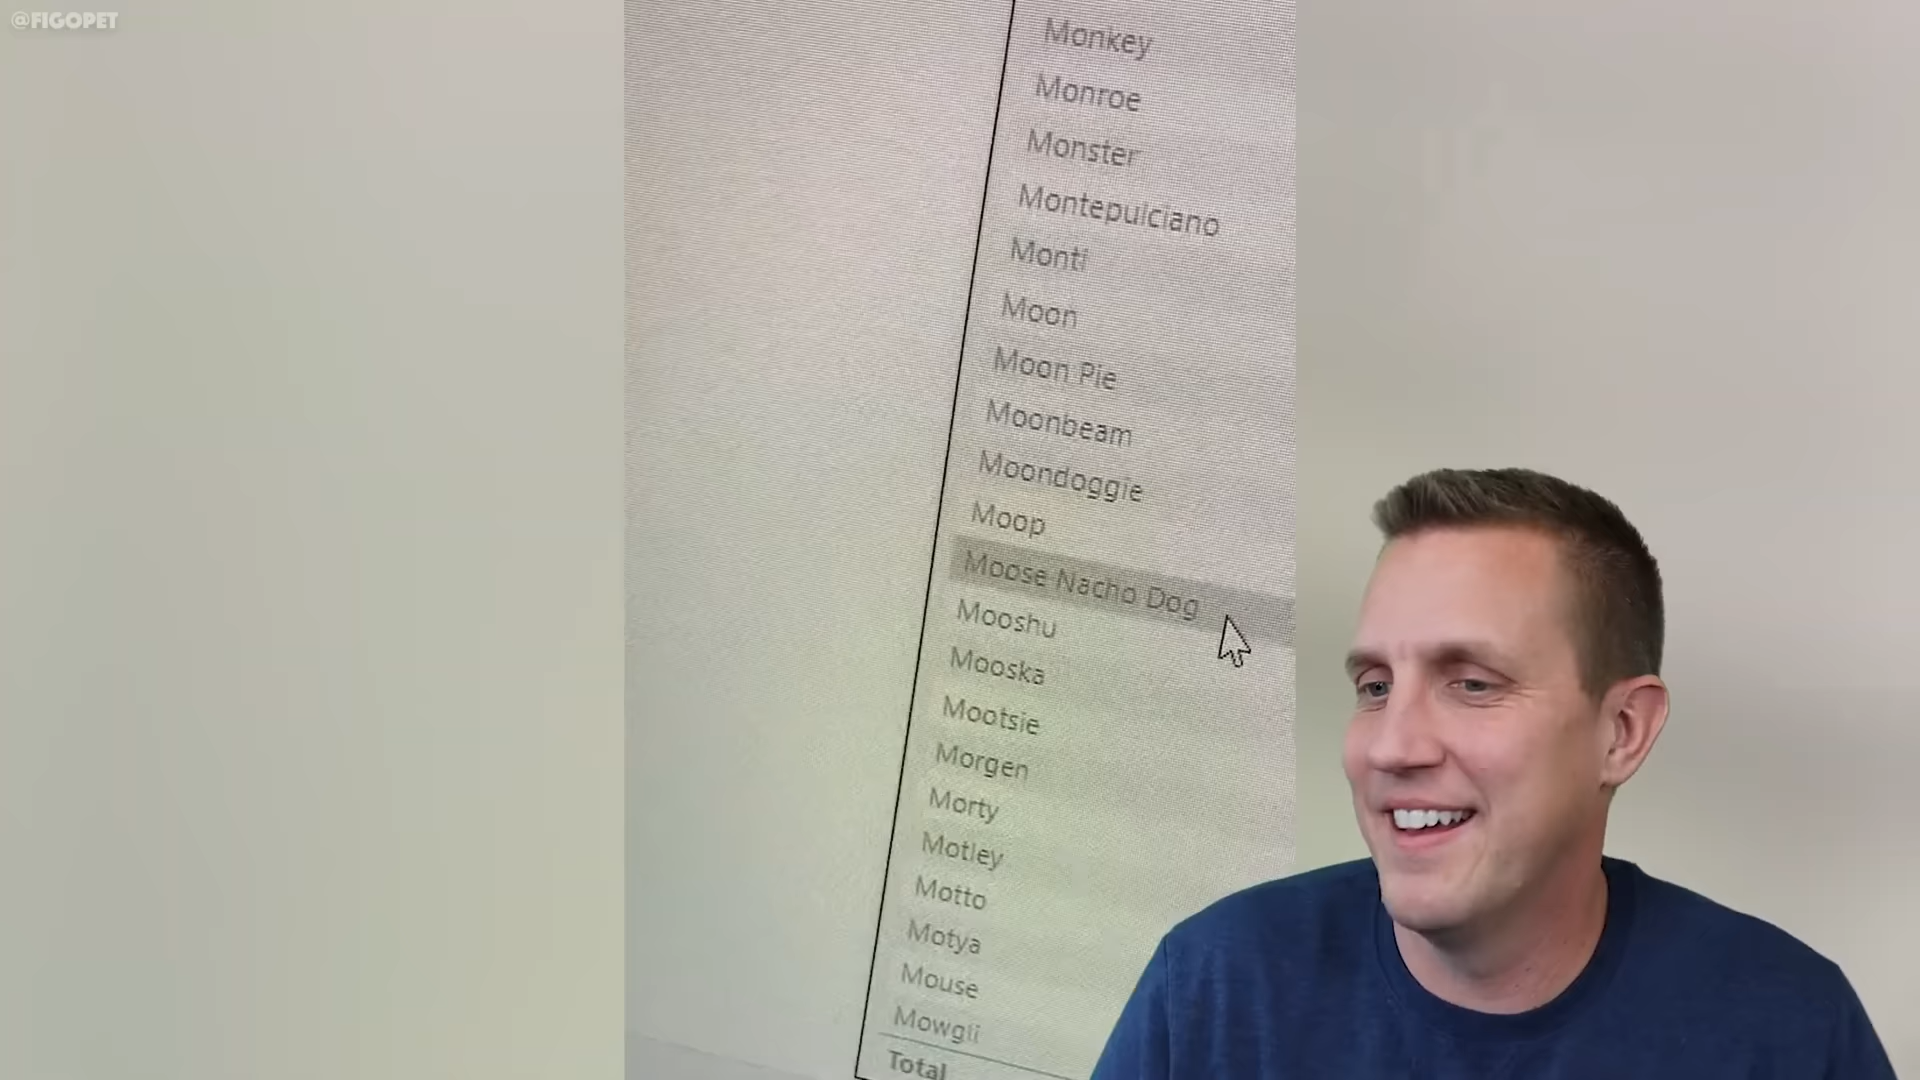 @FIGOPET
Monkey
Monroe
Monster
Montepulciano
Monti
Moon
Moon Pie
Moonbeam
Moondoggie
Moop
Moose Nacho Dog
Mooshu
Mooska
Mootsie
Morgen
Morty
Motley
Motto
Motya
Mouse
Mowgli
Total